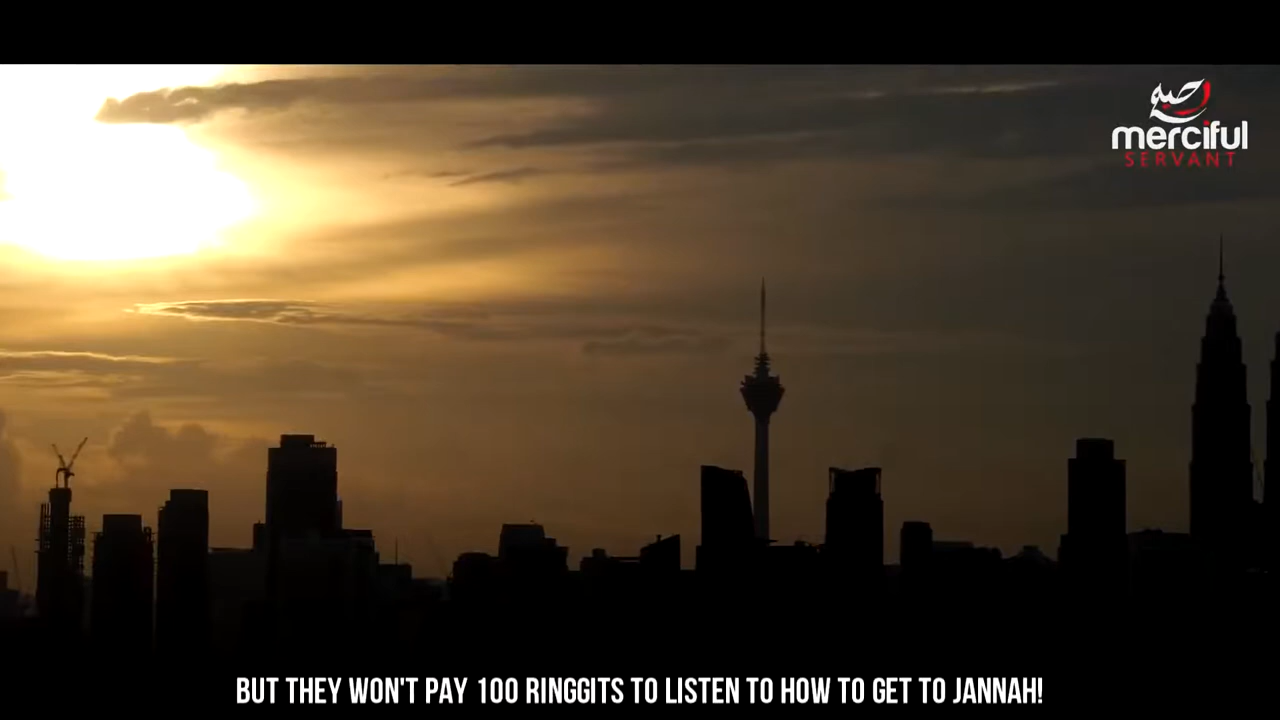 merciful
SERVANT
BUT THEY WON'T PAY 100 RINGGITS TO LISTEN TO HOW TO GET TO JANNAH!